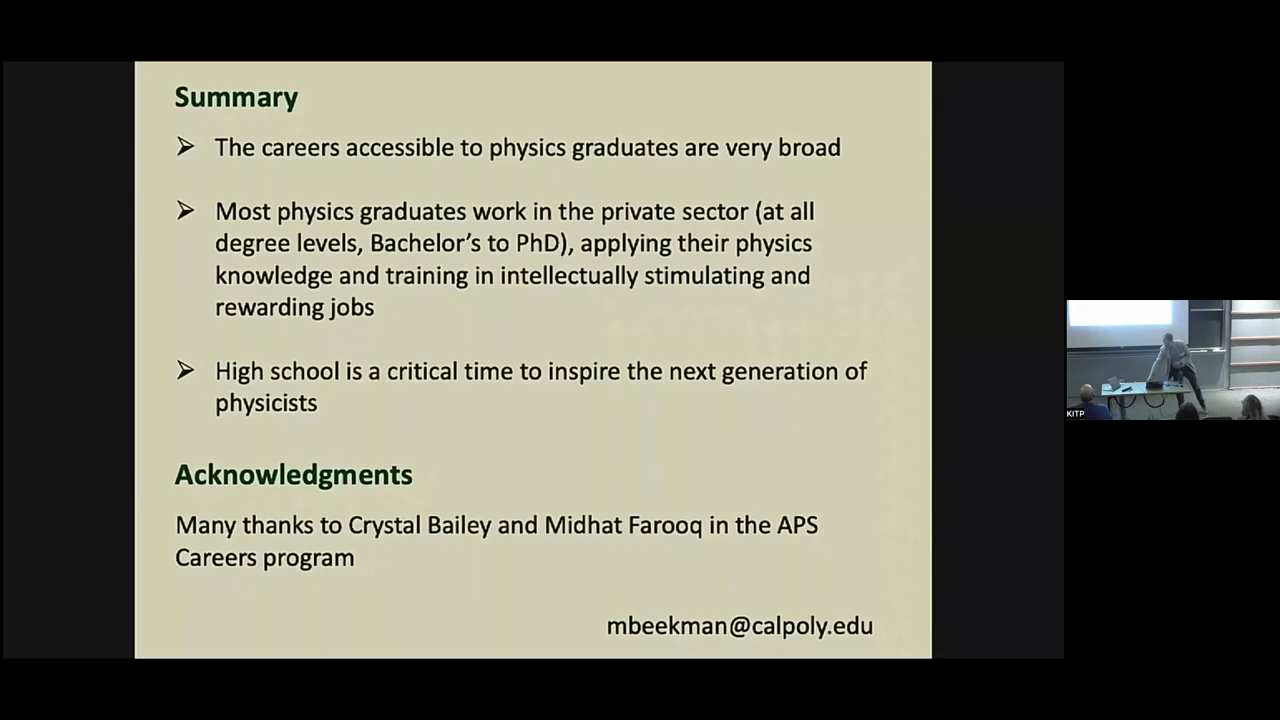 Summary
➢ The careers accessible to physics graduates are very broad
➢ Most physics graduates work in the private sector (at all
degree levels, Bachelor's to PhD), applying their physics
knowledge and training in intellectually stimulating and
rewarding jobs
➢ High school is a critical time to inspire the next generation of
physicists
Acknowledgments
Many thanks to Crystal Bailey and Midhat Farooq in the APS
Careers program
mbeekman@calpoly.edu
KITP